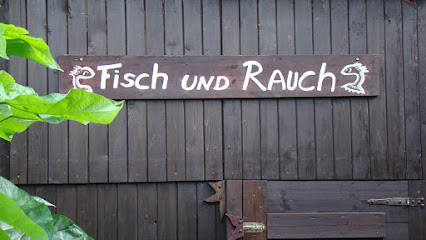 Fisch und Rauch